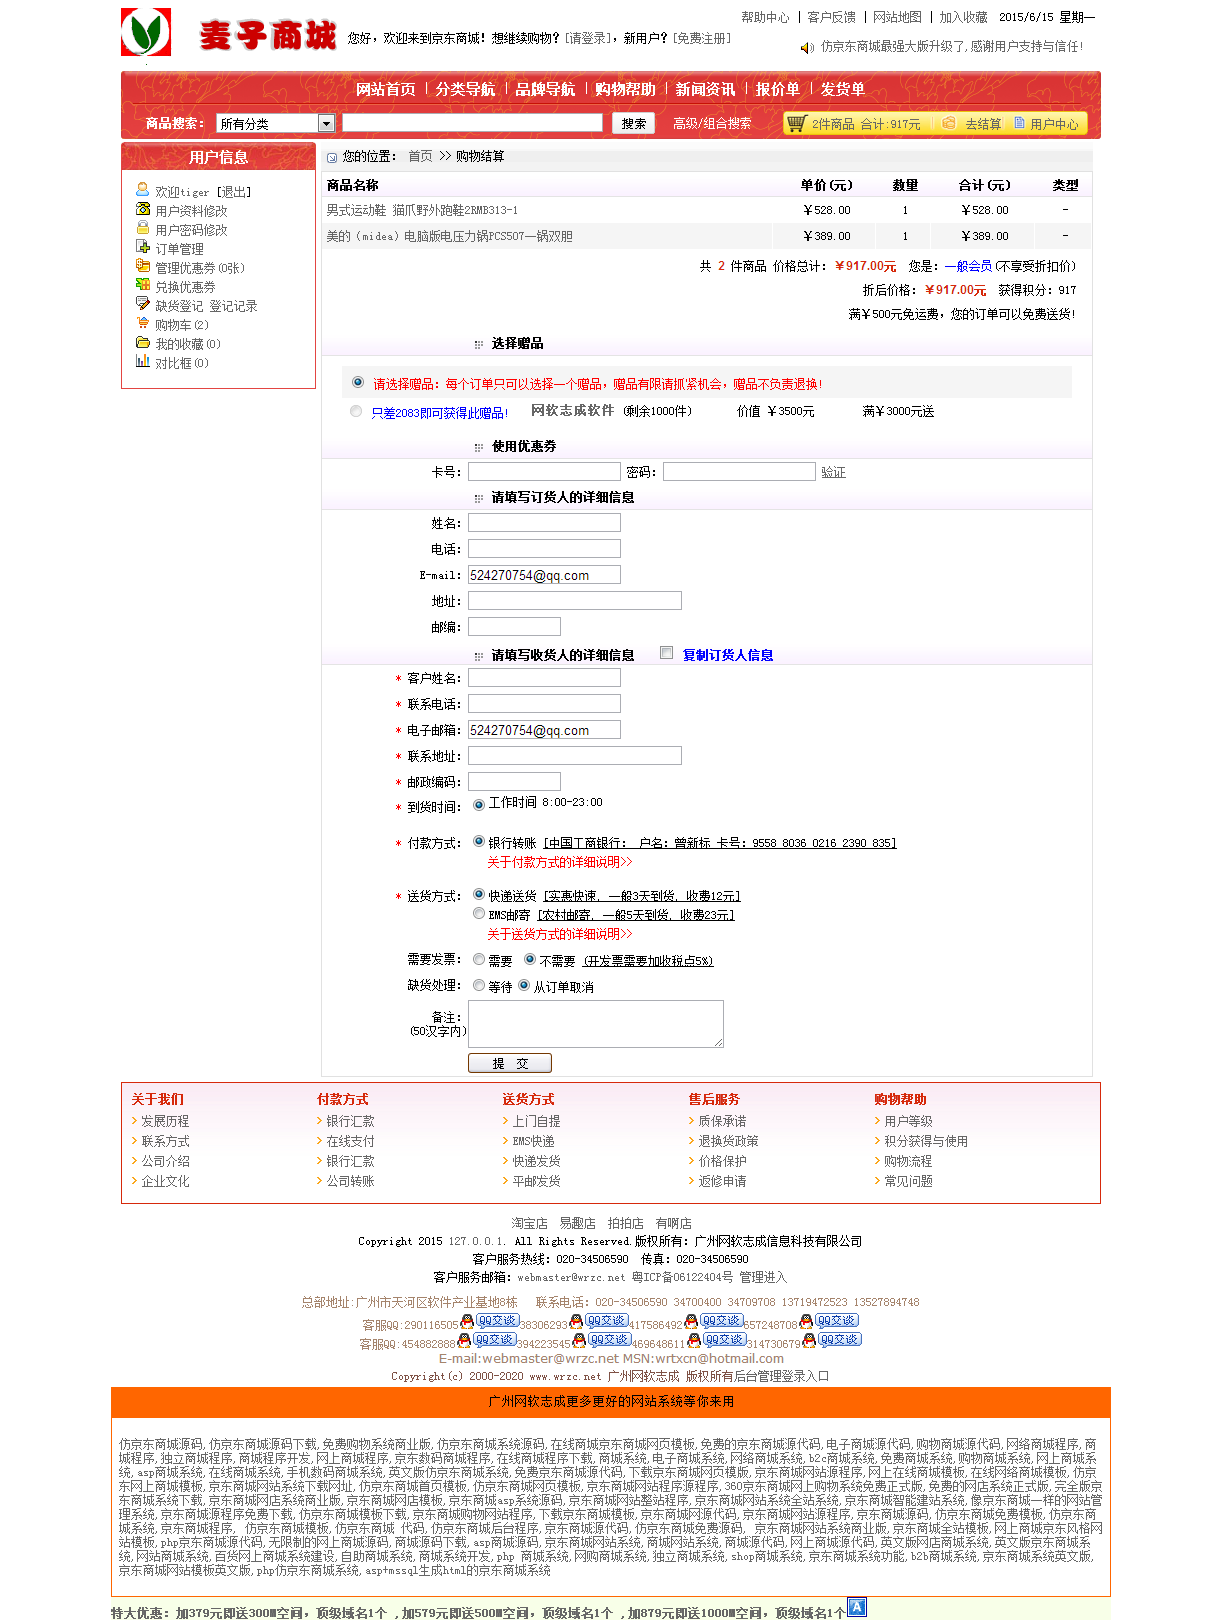 帮助中心 | 客户反馈 | 网站地图 | 加入收藏 2015/6/15 星期一
麦子商城
您好，欢迎来到京东商城！想继续购物？[请登录]，新用户？[免费注册]
仿京东商城最强大版升级了,感谢用户支持与信任！
网站首页 | 分类导航 | 品牌导航 | 购物帮助 | 新闻资讯 | 报价单 | 发货单
商品搜索： 所有分类 搜索 高级/组合搜索 2件商品 合计:917元 去结算 用户中心
用户信息
欢迎tiger [退出]
用户资料修改
用户密码修改
订单管理
管理优惠券(0张)
兑换优惠券
缺货登记 登记记录
购物车(2)
我的收藏(0)
对比框(0)
您的位置： 首页 >> 购物结算
商品名称 单价(元) 数量 合计(元) 类型
男式运动鞋 猫爪野外跑鞋2RMB313-1 ￥528.00 1 ￥528.00 -
美的（midea）电脑版电压力锅PCS507一锅双胆 ￥389.00 1 ￥389.00 -
共 2 件商品 价格总计：￥917.00元 您是：一般会员(不享受折扣价)
折后价格：￥917.00元 获得积分：917
满￥500元免运费，您的订单可以免费送货!
选择赠品
请选择赠品：每个订单只可以选择一个赠品，赠品有限请抓紧机会，赠品不负责退换!
只差2083即可获得此赠品! 网软志成软件 (剩余1000件) 价值 ￥3500元 满￥3000元送
使用优惠券
卡号： 密码： 验证
请填写订货人的详细信息
姓名：
电话：
E-mail： 524270754@qq.com
地址：
邮编：
请填写收货人的详细信息 复制订货人信息
* 客户姓名：
* 联系电话：
* 电子邮箱： 524270754@qq.com
* 联系地址：
* 邮政编码：
* 到货时间： 工作时间 8:00-23:00
* 付款方式： 银行转账 [中国工商银行： 户名：曾新标 卡号：9558 8036 0216 2390 835]
关于付款方式的详细说明>>
* 送货方式： 快递送货 [实惠快速，一般3天到货，收费12元]
EMS邮寄 [农村邮寄，一般5天到货，收费23元]
关于送货方式的详细说明>>
需要发票： 需要 不需要 (开发票需要加收税点5%)
缺货处理： 等待 从订单取消
备注：
(50汉字内)
提 交
关于我们 付款方式 送货方式 售后服务 购物帮助
发展历程 银行汇款 上门自提 质保承诺 用户等级
联系方式 在线支付 EMS快递 退换货政策 积分获得与使用
公司介绍 银行汇款 快递发货 价格保护 购物流程
企业文化 公司转账 平邮发货 返修申请 常见问题
淘宝店 易趣店 拍拍店 有啊店
Copyright 2015 127.0.0.1. All Rights Reserved.版权所有：广州网软志成信息科技有限公司
客户服务热线：020-34506590 传真：020-34506590
客户服务邮箱：webmaster@wrzc.net 粤ICP备06122404号 管理进入
总部地址:广州市天河区软件产业基地8栋 联系电话：020-34506590 34700400 34709708 13719472523 13527894748
客服QQ:290116505 QQ交谈 38306293 QQ交谈 417586492 QQ交谈 657248708 QQ交谈
客服QQ:454882888 QQ交谈 394223545 QQ交谈 469648611 QQ交谈 314730679 QQ交谈
E-mail:webmaster@wrzc.net MSN:wrtxcn@hotmail.com
Copyright(c) 2000-2020 www.wrzc.net 广州网软志成 版权所有后台管理登录入口
广州网软志成更多更好的网站系统等你来用
仿京东商城源码,仿京东商城源码下载,免费购物系统商业版,仿京东商城系统源码,在线商城京东商城网页模板,免费的京东商城源代码,电子商城源代码,购物商城源代码,网络商城程序,商
城程序,独立商城程序,商城程序开发,网上商城程序,京东数码商城程序,在线商城程序下载,商城系统,电子商城系统,网络商城系统,b2c商城系统,免费商城系统,购物商城系统,网上商城系
统,asp商城系统,在线商城系统,手机数码商城系统,英文版仿京东商城系统,免费京东商城源代码,下载京东商城网页模版,京东商城网站源程序,网上在线商城模板,在线网络商城模板,仿京
东网上商城模板,京东商城网站系统下载网址,仿京东商城首页模板,仿京东商城网页模板,京东商城网站程序源程序,360京东商城网上购物系统免费正式版,免费的网店系统正式版,完全版京
东商城系统下载,京东商城网店系统商业版,京东商城网店模板,京东商城asp系统源码,京东商城网站整站程序,京东商城网站系统全站系统,京东商城智能建站系统,像京东商城一样的网站管
理系统,京东商城源程序免费下载,仿京东商城模板下载,京东商城购物网站程序,下载京东商城模板,京东商城网源代码,京东商城网站源程序,京东商城源码,仿京东商城免费模板,仿京东商
城系统,京东商城程序, 仿京东商城模板,仿京东商城 代码,仿京东商城后台程序,京东商城源代码,仿京东商城免费源码, 京东商城网站系统商业版,京东商城全站模板,网上商城京东风格网
站模板,php京东商城源代码,无限制的网上商城源码,商城源码下载,asp商城源码,京东商城网站系统,商城网站系统,商城源代码,网上商城源代码,英文版网店商城系统,英文版京东商城系
统,网站商城系统,百货网上商城系统建设,自助商城系统,商城系统开发,php 商城系统,网购商城系统,独立商城系统,shop商城系统,京东商城系统功能,b2b商城系统,京东商城系统英文版,
京东商城网站模板英文版,php仿京东商城系统,asp+mssql生成html的京东商城系统
特大优惠：加379元即送300M空间，顶级域名1个 ,加579元即送500M空间，顶级域名1个 ,加879元即送1000M空间，顶级域名1个